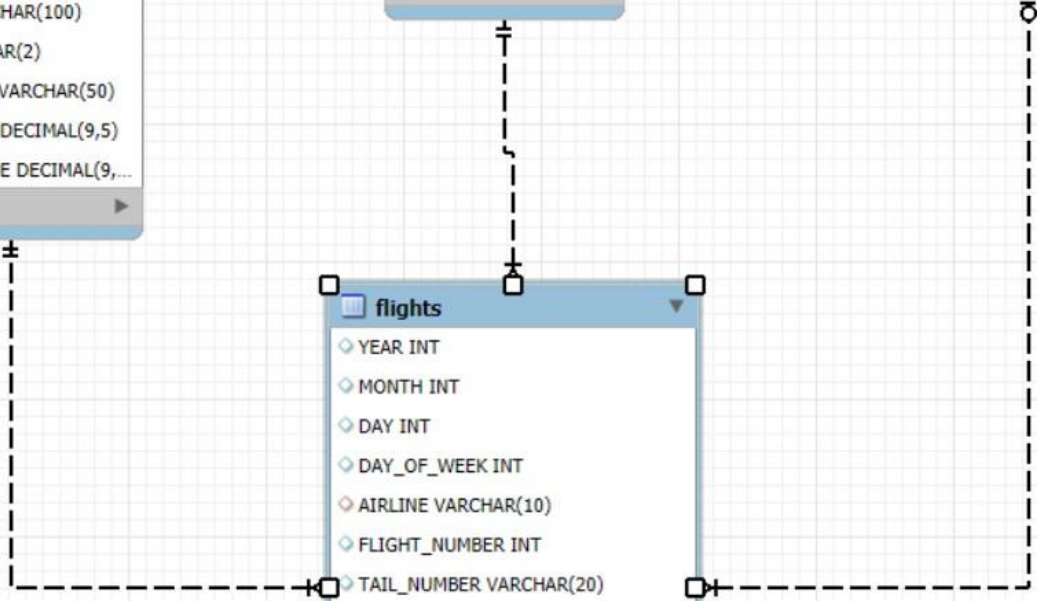 HAR(100)
AR(2)
VARCHAR(50)
DECIMAL(9,5)
E DECIMAL(9,...
flights
YEAR INT
MONTH INT
DAY INT
DAY_OF_WEEK INT
AIRLINE VARCHAR(10)
FLIGHT_NUMBER INT
TAIL_NUMBER VARCHAR(20)